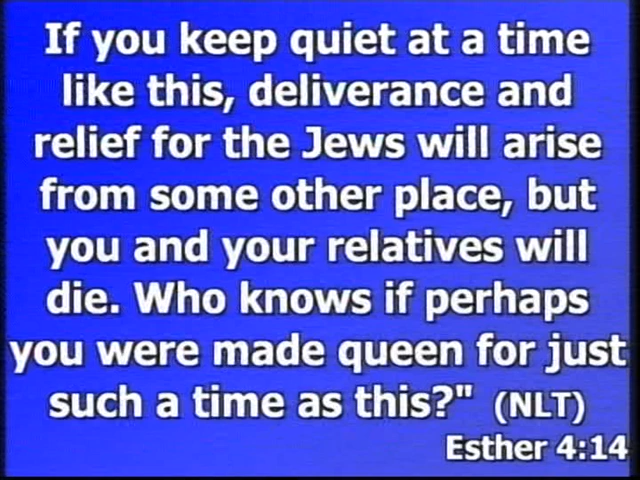 If you keep quiet at a time
like this, deliverance and
relief for the Jews will arise
from some other place, but
you and your relatives will
die. Who knows if perhaps
you were made queen for just
such a time as this?" (NLT)
Esther 4:14